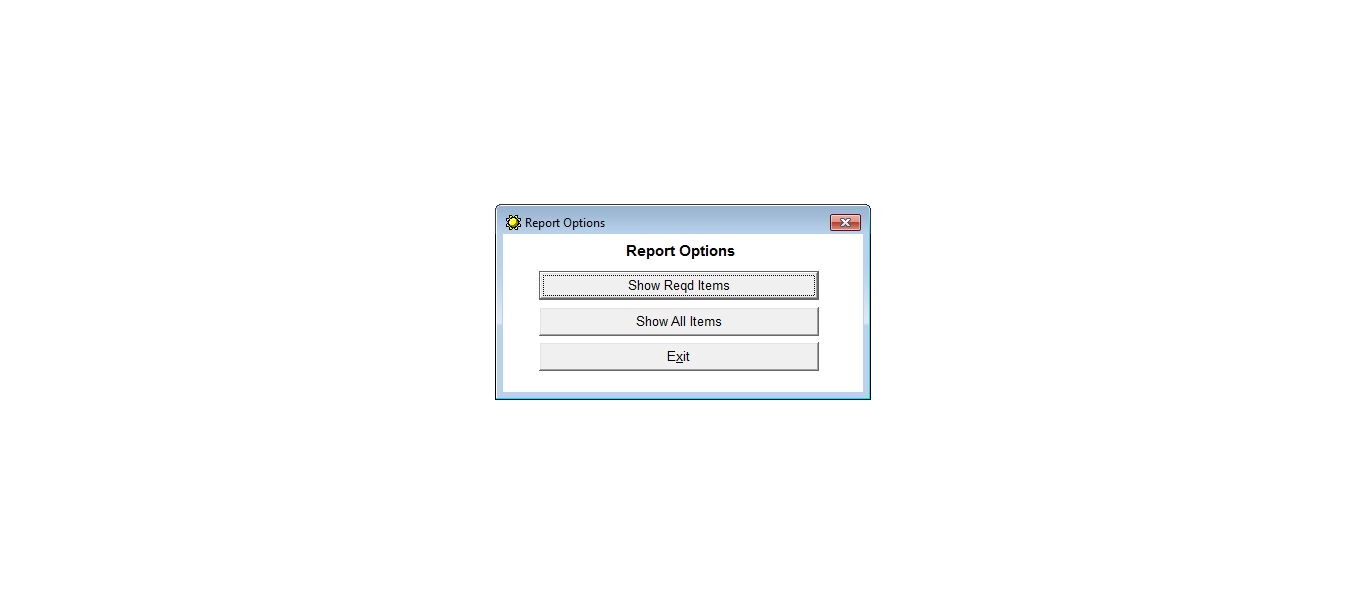 Report Options
Report Options
Show Reqd Items
Show All Items
Exit